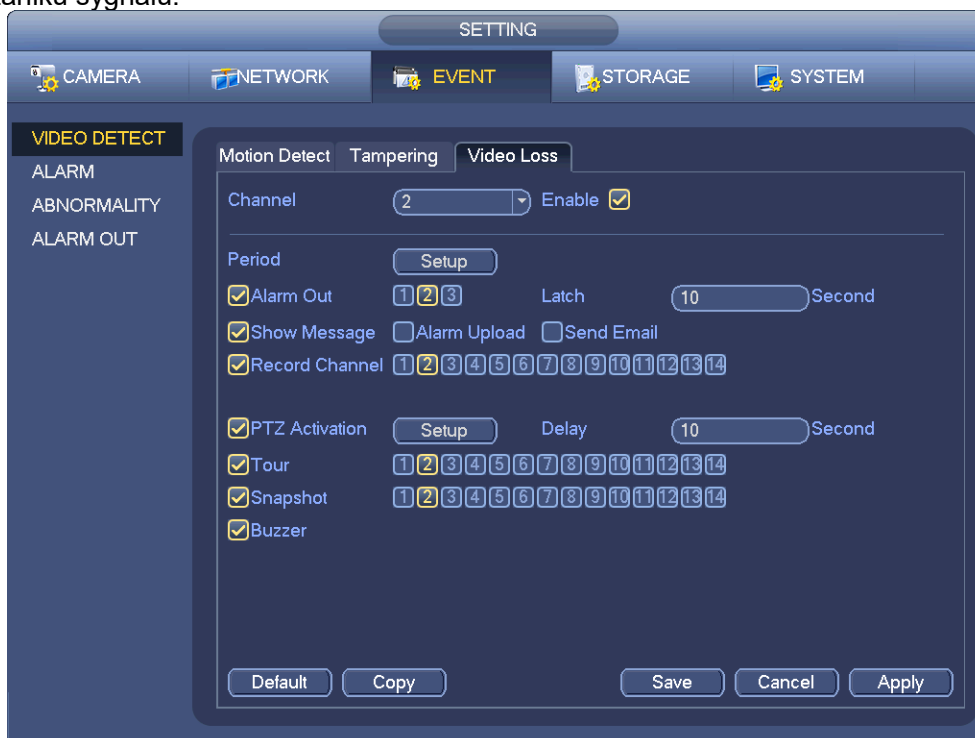 sygnału.
SETTING
CAMERA NETWORK EVENT STORAGE SYSTEM
VIDEO DETECT
ALARM
ABNORMALITY
ALARM OUT
Motion Detect Tampering Video Loss
Channel 2 Enable
Period Setup
Alarm Out 1 2 3 Latch 10 Second
Show Message Alarm Upload Send Email
Record Channel 1 2 3 4 5 6 7 8 9 10 11 12 13 14
PTZ Activation Setup Delay 10 Second
Tour 1 2 3 4 5 6 7 8 9 10 11 12 13 14
Snapshot 1 2 3 4 5 6 7 8 9 10 11 12 13 14
Buzzer
Default Copy Save Cancel Apply